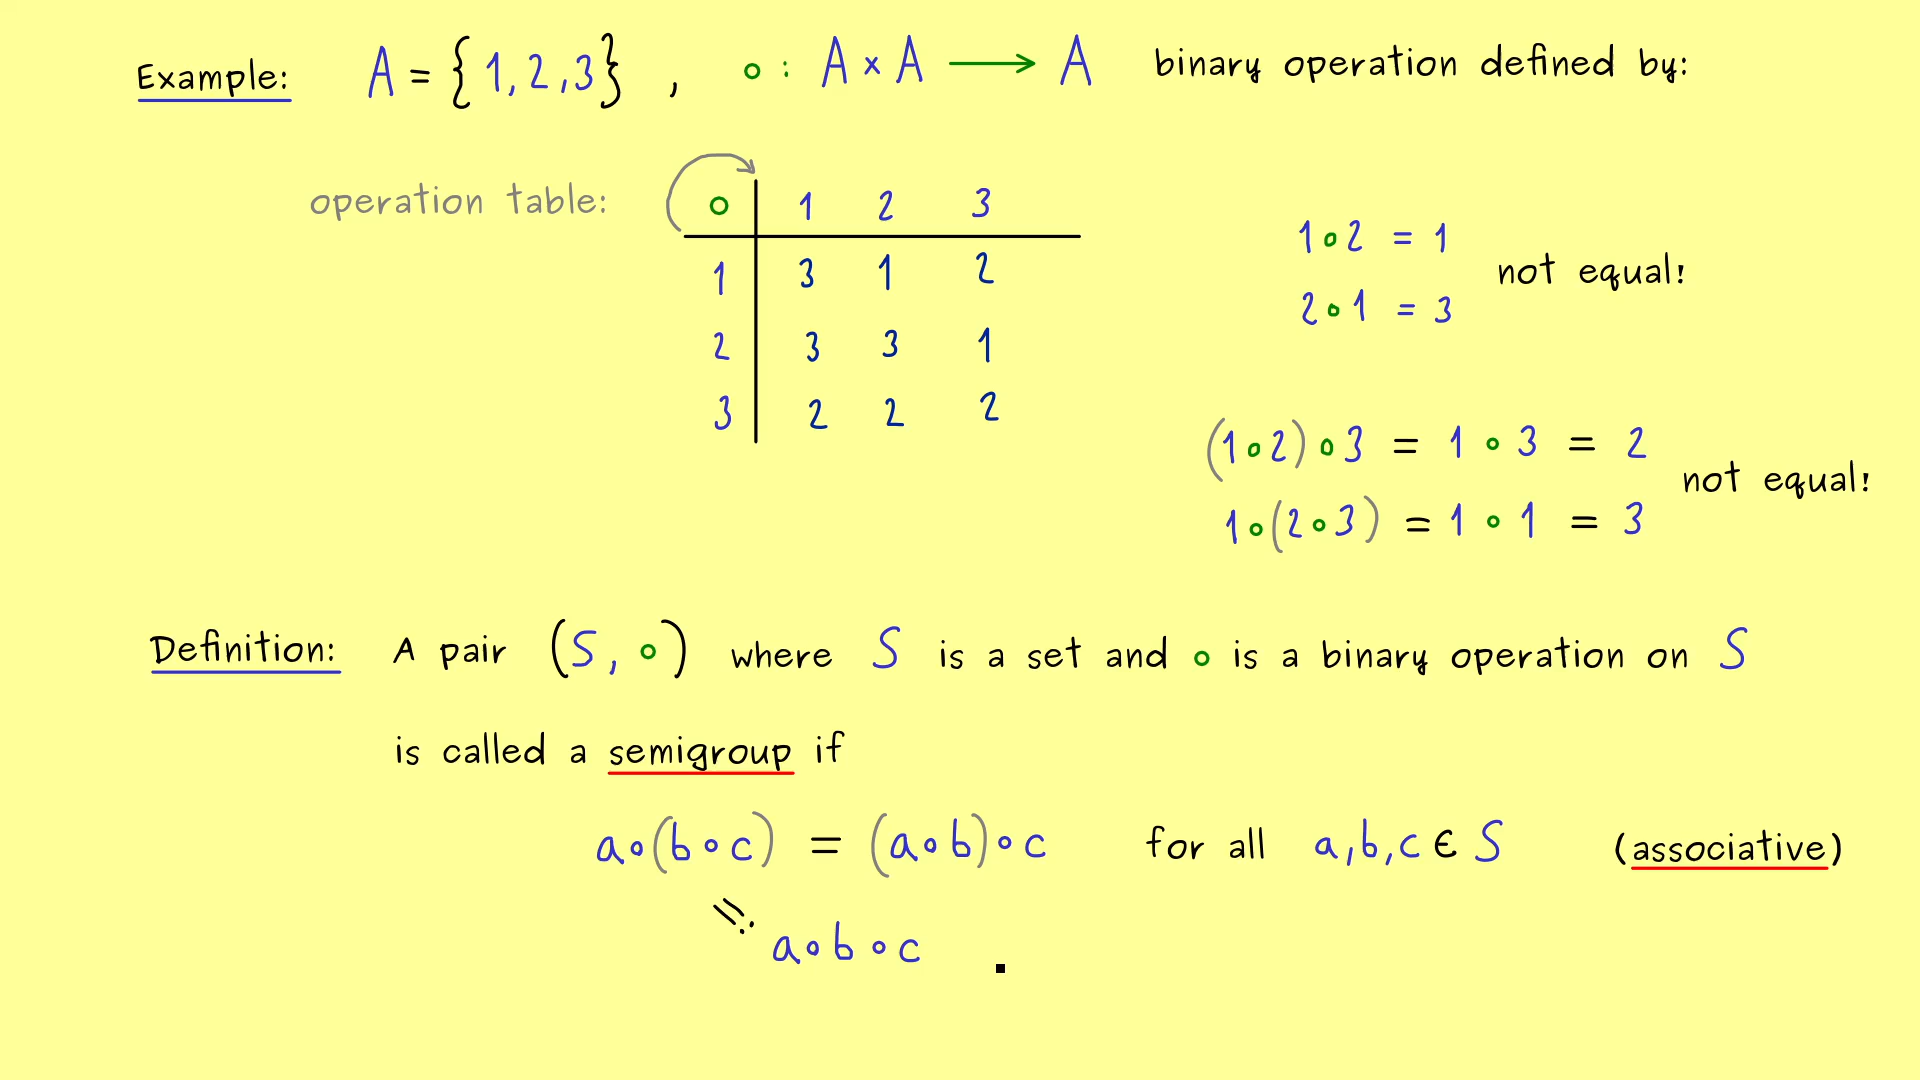 Example: A = {1,2,3} , ∘ : A × A ⟶ A binary operation defined by:
operation table:
∘ | 1 2 3
1 | 3 1 2
2 | 3 3 1
3 | 2 2 2
1∘2 = 1
2∘1 = 3
not equal!
(1∘2)∘3 = 1 ∘ 3 = 2
1∘(2∘3) = 1 ∘ 1 = 3
not equal!
Definition: A pair (S, ∘) where S is a set and ∘ is a binary operation on S
is called a semigroup if
a∘(b∘c) = (a∘b)∘c for all a,b,c ∈ S (associative)
=: a∘b∘c